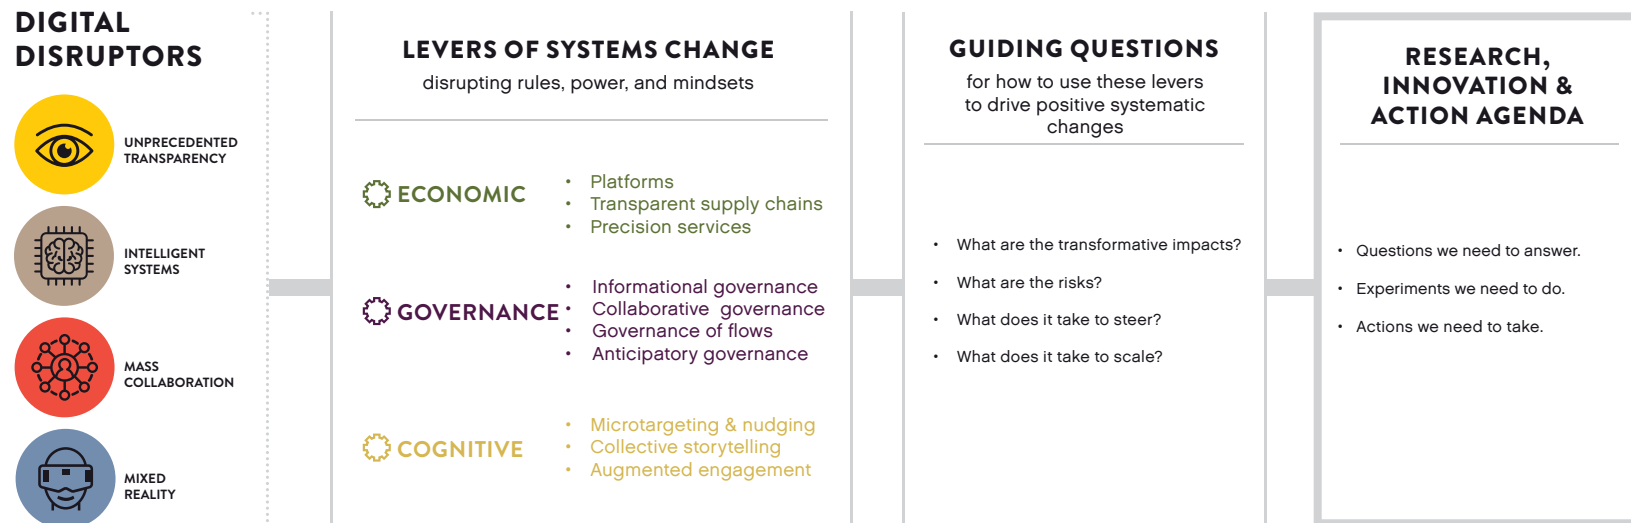 DIGITAL
DISRUPTORS
UNPRECEDENTED
TRANSPARENCY
INTELLIGENT
SYSTEMS
MASS
COLLABORATION
MIXED
REALITY
LEVERS OF SYSTEMS CHANGE
disrupting rules, power, and mindsets
ECONOMIC
• Platforms
• Transparent supply chains
• Precision services
GOVERNANCE
• Informational governance
• Collaborative governance
• Governance of flows
• Anticipatory governance
COGNITIVE
• Microtargeting & nudging
• Collective storytelling
• Augmented engagement
GUIDING QUESTIONS
for how to use these levers
to drive positive systematic
changes
• What are the transformative impacts?
• What are the risks?
• What does it take to steer?
• What does it take to scale?
RESEARCH,
INNOVATION &
ACTION AGENDA
• Questions we need to answer.
• Experiments we need to do.
• Actions we need to take.